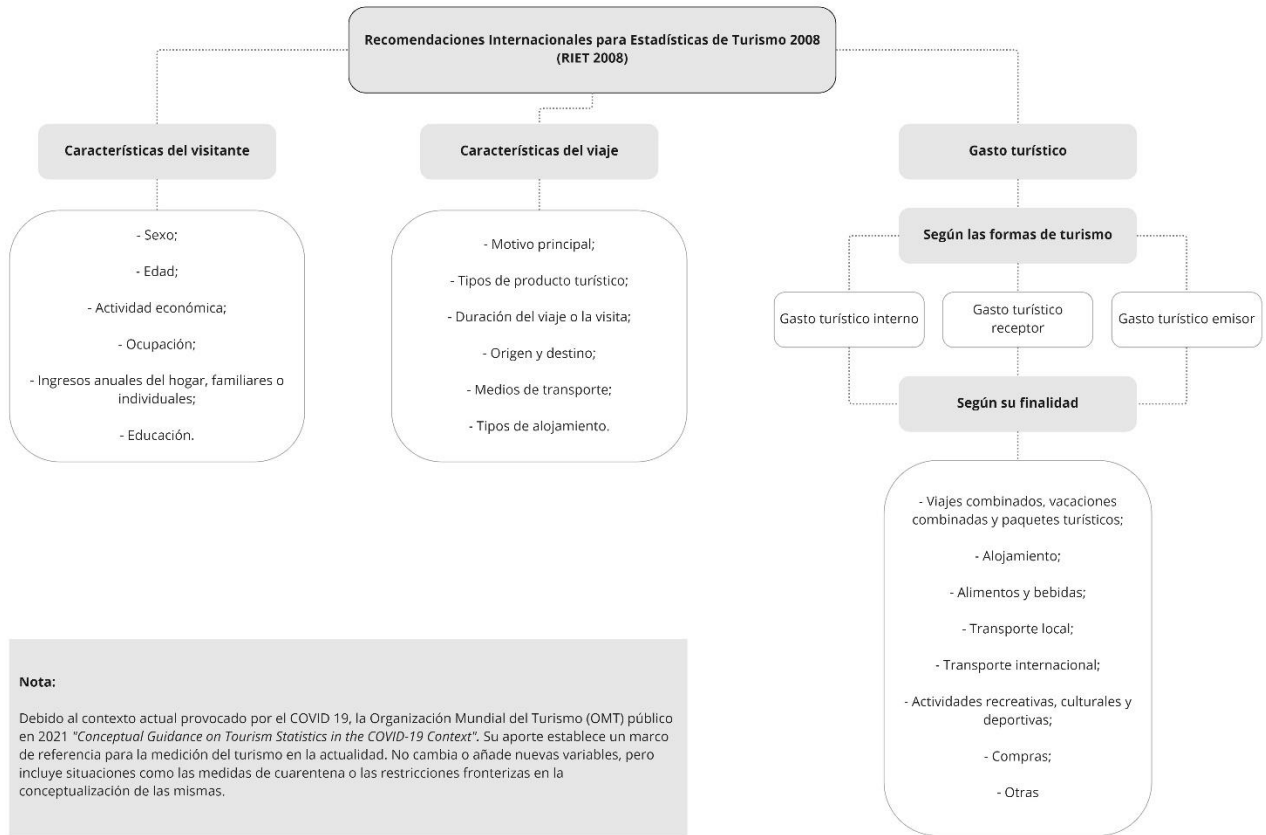 Recomendaciones Internacionales para Estadísticas de Turismo 2008
(RIET 2008)
Características del visitante
- Sexo;
- Edad;
- Actividad económica;
- Ocupación;
- Ingresos anuales del hogar, familiares o
individuales;
- Educación.
Características del viaje
- Motivo principal;
- Tipos de producto turístico;
- Duración del viaje o la visita;
- Origen y destino;
- Medios de transporte;
- Tipos de alojamiento.
Gasto turístico
Según las formas de turismo
Gasto turístico interno
Gasto turístico
receptor
Gasto turístico emisor
Según su finalidad
- Viajes combinados, vacaciones
combinadas y paquetes turísticos;
- Alojamiento;
- Alimentos y bebidas;
- Transporte local;
- Transporte internacional;
- Actividades recreativas, culturales y
deportivas;
- Compras;
- Otras
Nota:
Debido al contexto actual provocado por el COVID 19, la Organización Mundial del Turismo (OMT) público
en 2021 "Conceptual Guidance on Tourism Statistics in the COVID-19 Context". Su aporte establece un marco
de referencia para la medición del turismo en la actualidad. No cambia o añade nuevas variables, pero
incluye situaciones como las medidas de cuarentena o las restricciones fronterizas en la
conceptualización de las mismas.